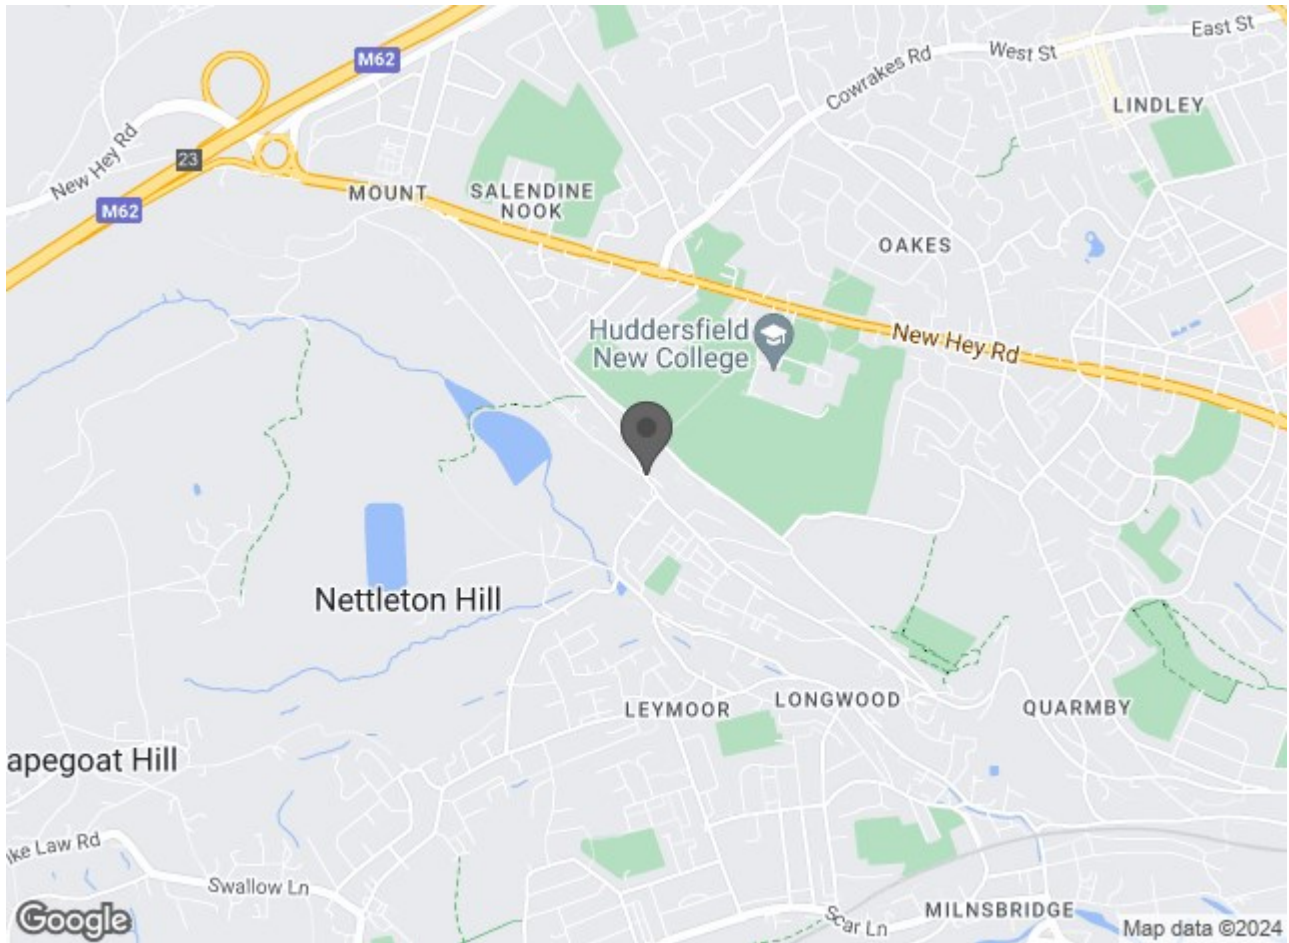 East St
West St
M62
Cowrakes Rd
LINDLEY
New Hey Rd
23
MOUNT
SALENDINE
NOOK
M62
OAKES
Huddersfield
New College
New Hey Rd
Nettleton Hill
LEYMOOR
LONGWOOD
QUARMBY
apegoat Hill
ike Law Rd
Swallow Ln
Scar Ln
MILNSBRIDGE
Google
Map data ©2024